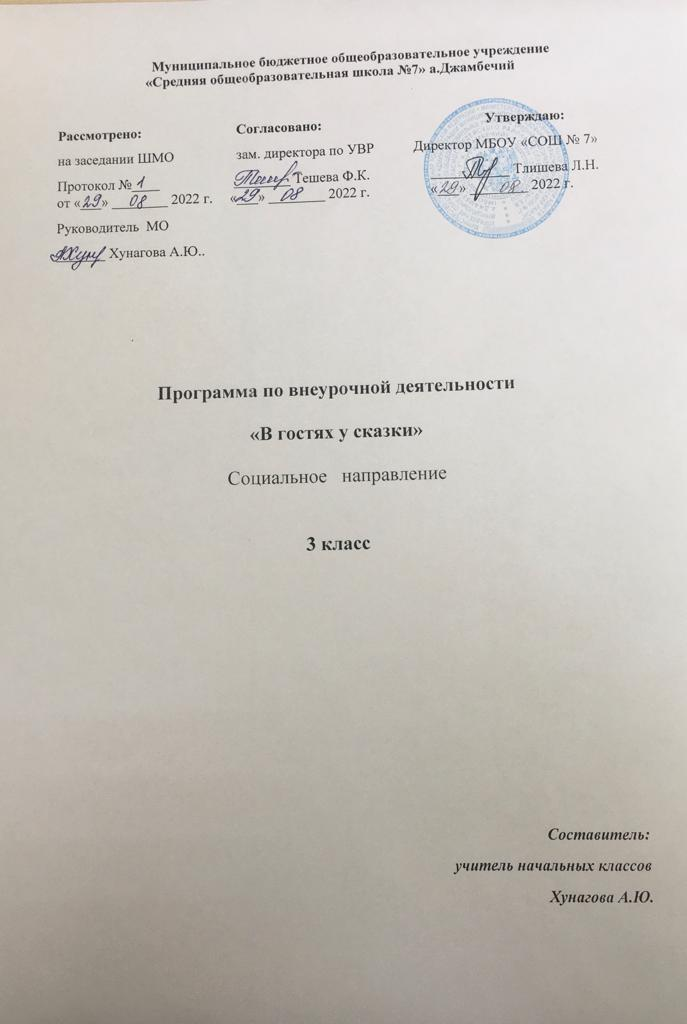 Муниципальное бюджетное общеобразовательное учреждение
«Средняя общеобразовательная школа №7» а.Джамбечий
Рассмотрено:
на заседании ШМО
Протокол № 1
от «29» 08 2022 г.
Руководитель МО
Хунагова А.Ю..
Согласовано:
зам. директора по УВР
Тешева Ф.К.
«29» 08 2022 г.
Утверждаю:
Директор МБОУ «СОШ № 7»
Тлишева Л.Н.
«29» 08 2022 г.
Программа по внеурочной деятельности
«В гостях у сказки»
Социальное направление
3 класс
Составитель:
учитель начальных классов
Хунагова А.Ю.